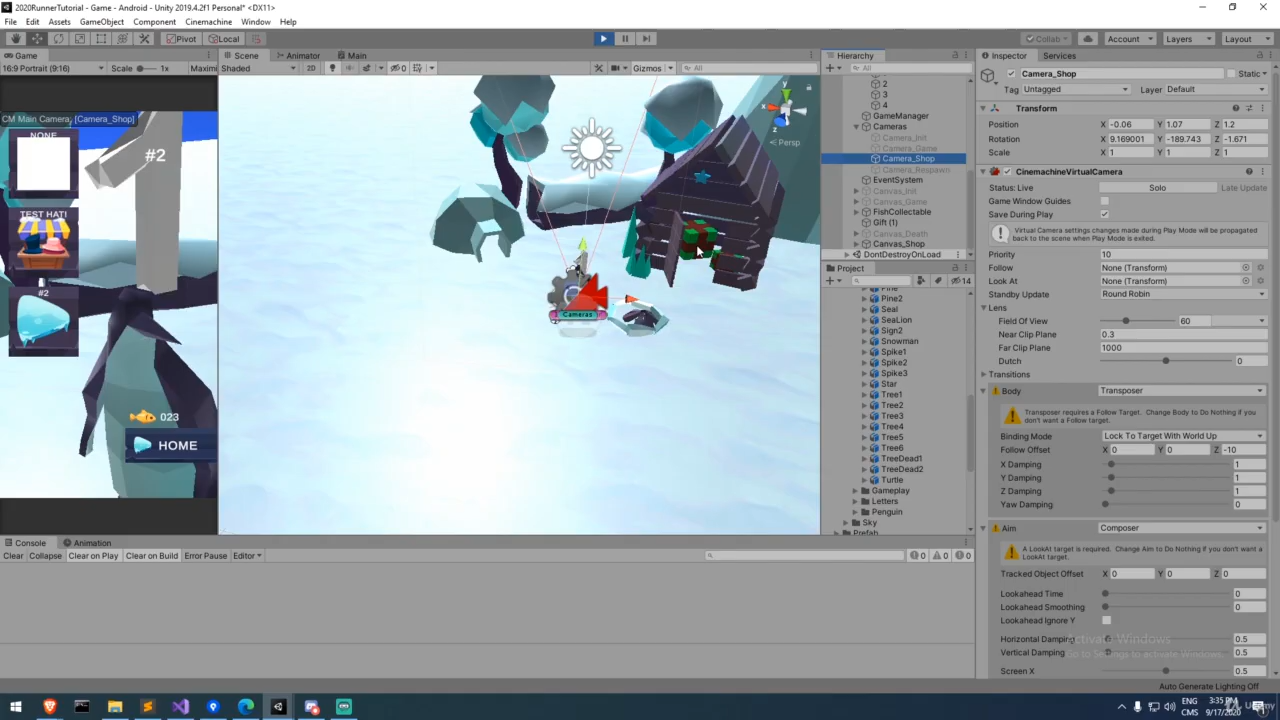 2020RunnerTutorial - Game - Android - Unity 2019.4.2f1 Personal* <DX11>
File Edit Assets GameObject Component Cinemachine Window Help
Pivot Local Collab Account Layers Layout
Game
16:9 Portrait (9:16) Scale 1x Maximi
CM Main Camera: [Camera_Shop]
NONE
#2
TEST HAT!
#2
023
HOME
Scene Animator Main
Shaded 2D 0 Gizmos All
y
x
z
Persp
Cameras
Hierarchy
All
2
3
4
GameManager
Cameras
Camera_Init
Camera_Game
Camera_Shop
Camera_Respawn
EventSystem
Canvas_Init
Canvas_Game
FishCollectable
Gift (1)
Canvas_Death
Canvas_Shop
DontDestroyOnLoad
Project
14
Pine
Pine2
Seal
SeaLion
Sign2
Snowman
Spike1
Spike2
Spike3
Star
Tree1
Tree2
Tree3
Tree4
Tree5
Tree6
TreeDead1
TreeDead2
Turtle
Gameplay
Letters
Penguin
Sky
Prefab
Inspector Services
Camera_Shop Static
Tag Untagged Layer Default
Transform
Position X -0.06 Y 1.07 Z 1.2
Rotation X 9.169001 Y -189.743 Z -1.671
Scale X 1 Y 1 Z 1
CinemachineVirtualCamera
Status: Live Solo Late Update
Game Window Guides
Save During Play
Virtual Camera settings changes made during Play Mode will be propagated
back to the scene when Play Mode is exited.
Priority 10
Follow None (Transform)
Look At None (Transform)
Standby Update Round Robin
Lens
Field Of View 60
Near Clip Plane 0.3
Far Clip Plane 1000
Dutch 0
Transitions
Body Transposer
Transposer requires a Follow Target. Change Body to Do Nothing if you
don't want a Follow target.
Binding Mode Lock To Target With World Up
Follow Offset X 0 Y 0 Z -10
X Damping 1
Y Damping 1
Z Damping 1
Yaw Damping 0
Aim Composer
A LookAt target is required. Change Aim to Do Nothing if you don't want a
LookAt target.
Tracked Object Offset X 0 Y 0 Z 0
Lookahead Time 0
Lookahead Smoothing 0
Lookahead Ignore Y
Horizontal Damping 0.5
Vertical Damping 0.5
Screen X 0.5
Activate Windows
Go to Settings to activate Windows.
Auto Generate Lighting Off
Console Animation
Clear Collapse Clear on Play Clear on Build Error Pause Editor 0 0 0
ENG
CMS
3:35 PM
9/17/2020
Udemy